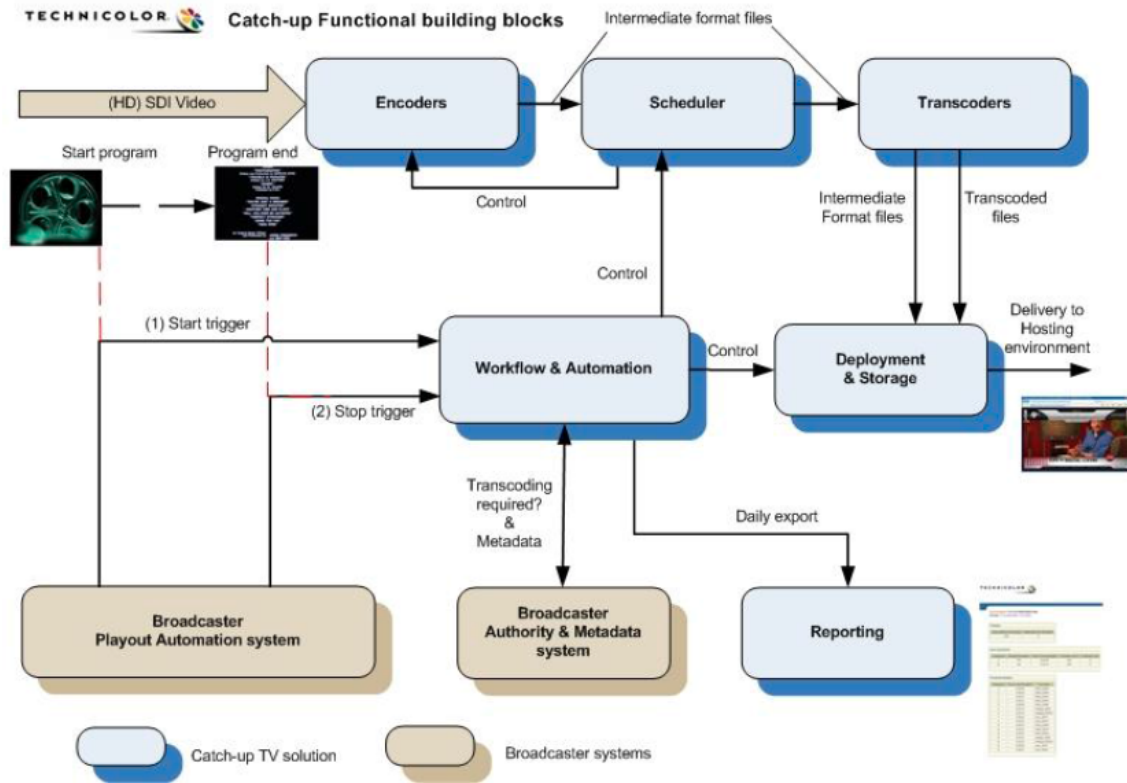 TECHNICOLOR
Catch-up Functional building blocks
Intermediate format files
(HD) SDI Video
Encoders
Scheduler
Transcoders
Start program
Program end
Control
Intermediate
Format files
Transcoded
files
Control
(1) Start trigger
Delivery to
Hosting
environment
Workflow & Automation
Control
Deployment
& Storage
(2) Stop trigger
Transcoding
required?
&
Metadata
Daily export
Broadcaster
Playout Automation system
Broadcaster
Authority & Metadata
system
Reporting
TECHNICOLOR
Catch-up TV solution
Broadcaster systems